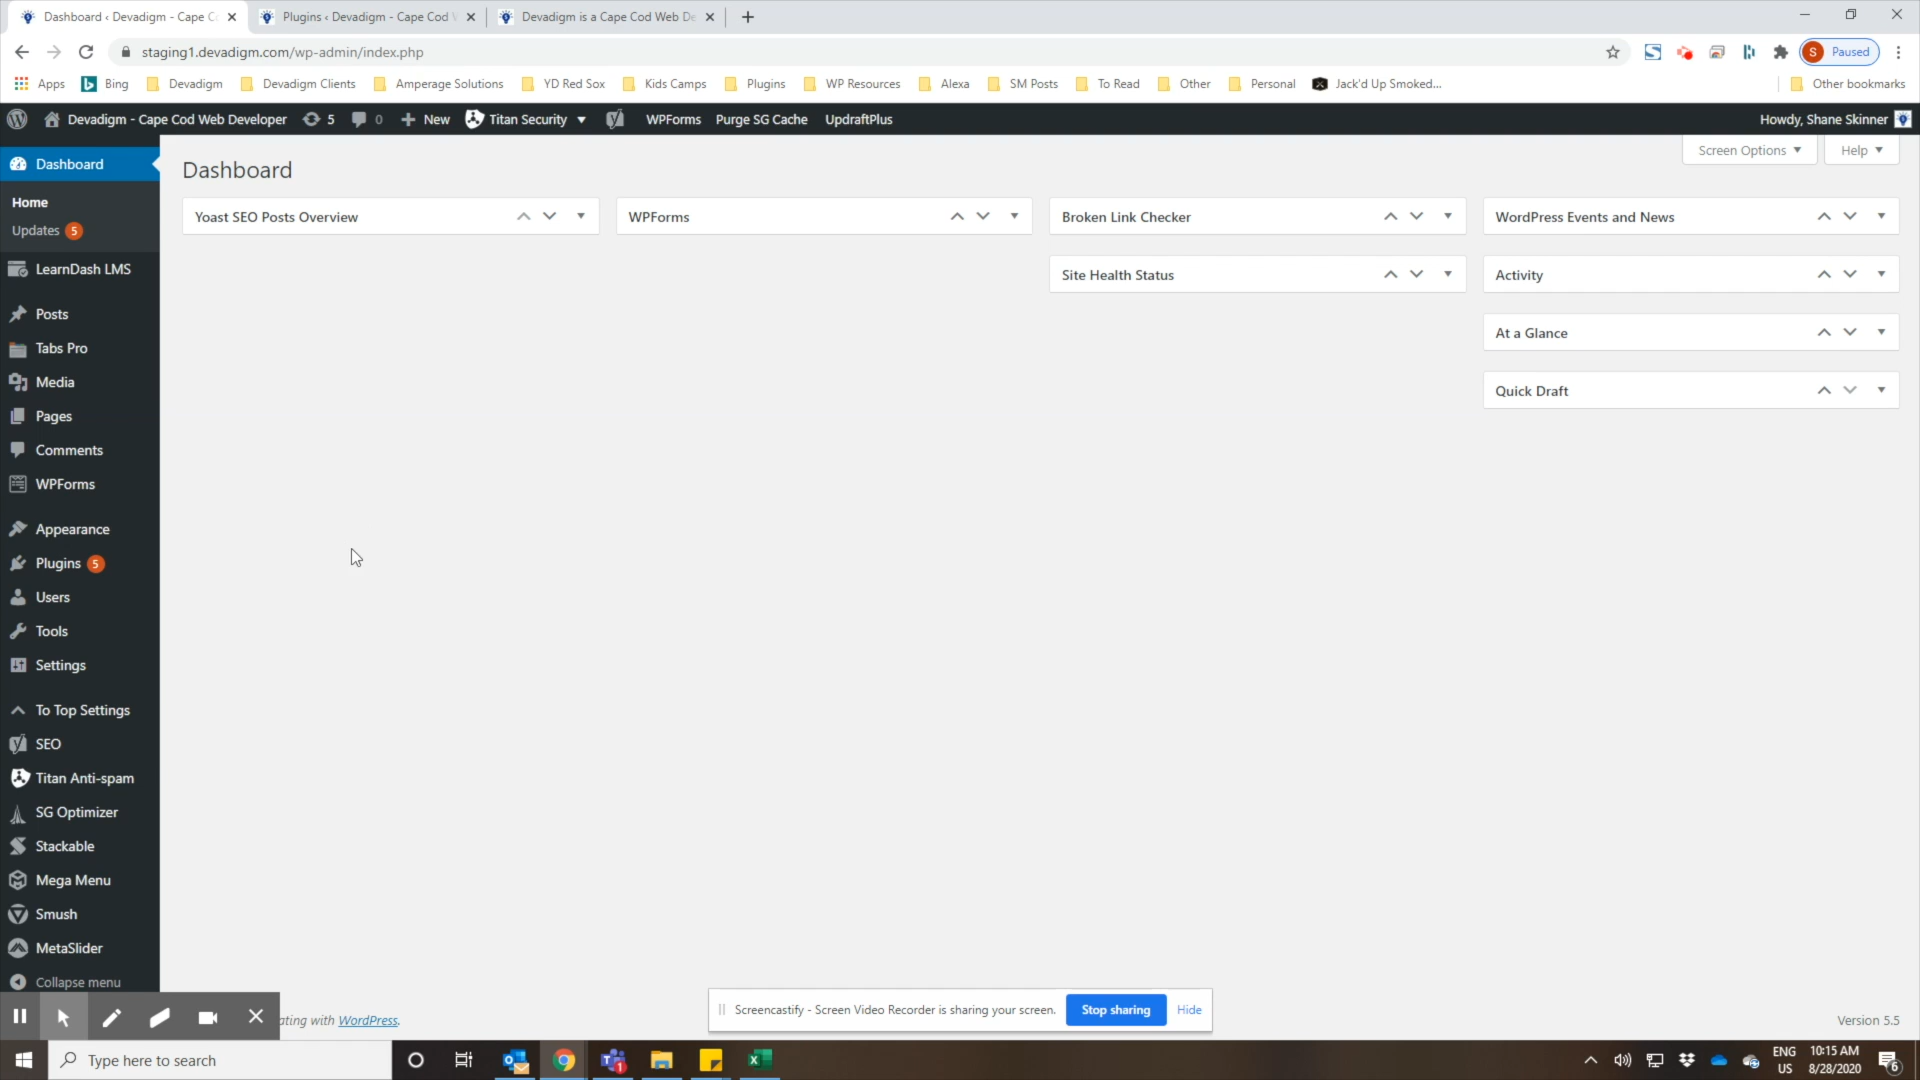 Dashboard ‹ Devadigm - Cape C
Plugins ‹ Devadigm - Cape Cod
Devadigm is a Cape Cod Web De
staging1.devadigm.com/wp-admin/index.php
S Paused
Apps
Bing
Devadigm
Devadigm Clients
Amperage Solutions
YD Red Sox
Kids Camps
Plugins
WP Resources
Alexa
SM Posts
To Read
Other
Personal
Jack'd Up Smoked...
Other bookmarks
Devadigm - Cape Cod Web Developer
5
0
New
Titan Security
WPForms
Purge SG Cache
UpdraftPlus
Howdy, Shane Skinner
Screen Options
Help
Dashboard
Home
Updates 5
LearnDash LMS
Posts
Tabs Pro
Media
Pages
Comments
WPForms
Appearance
Plugins 5
Users
Tools
Settings
To Top Settings
SEO
Titan Anti-spam
SG Optimizer
Stackable
Mega Menu
Smush
MetaSlider
Collapse menu
Dashboard
Yoast SEO Posts Overview
WPForms
Broken Link Checker
Site Health Status
WordPress Events and News
Activity
At a Glance
Quick Draft
ating with WordPress.
Screencastify - Screen Video Recorder is sharing your screen.
Stop sharing
Hide
Version 5.5
Type here to search
1
ENG
US
10:15 AM
8/28/2020
6